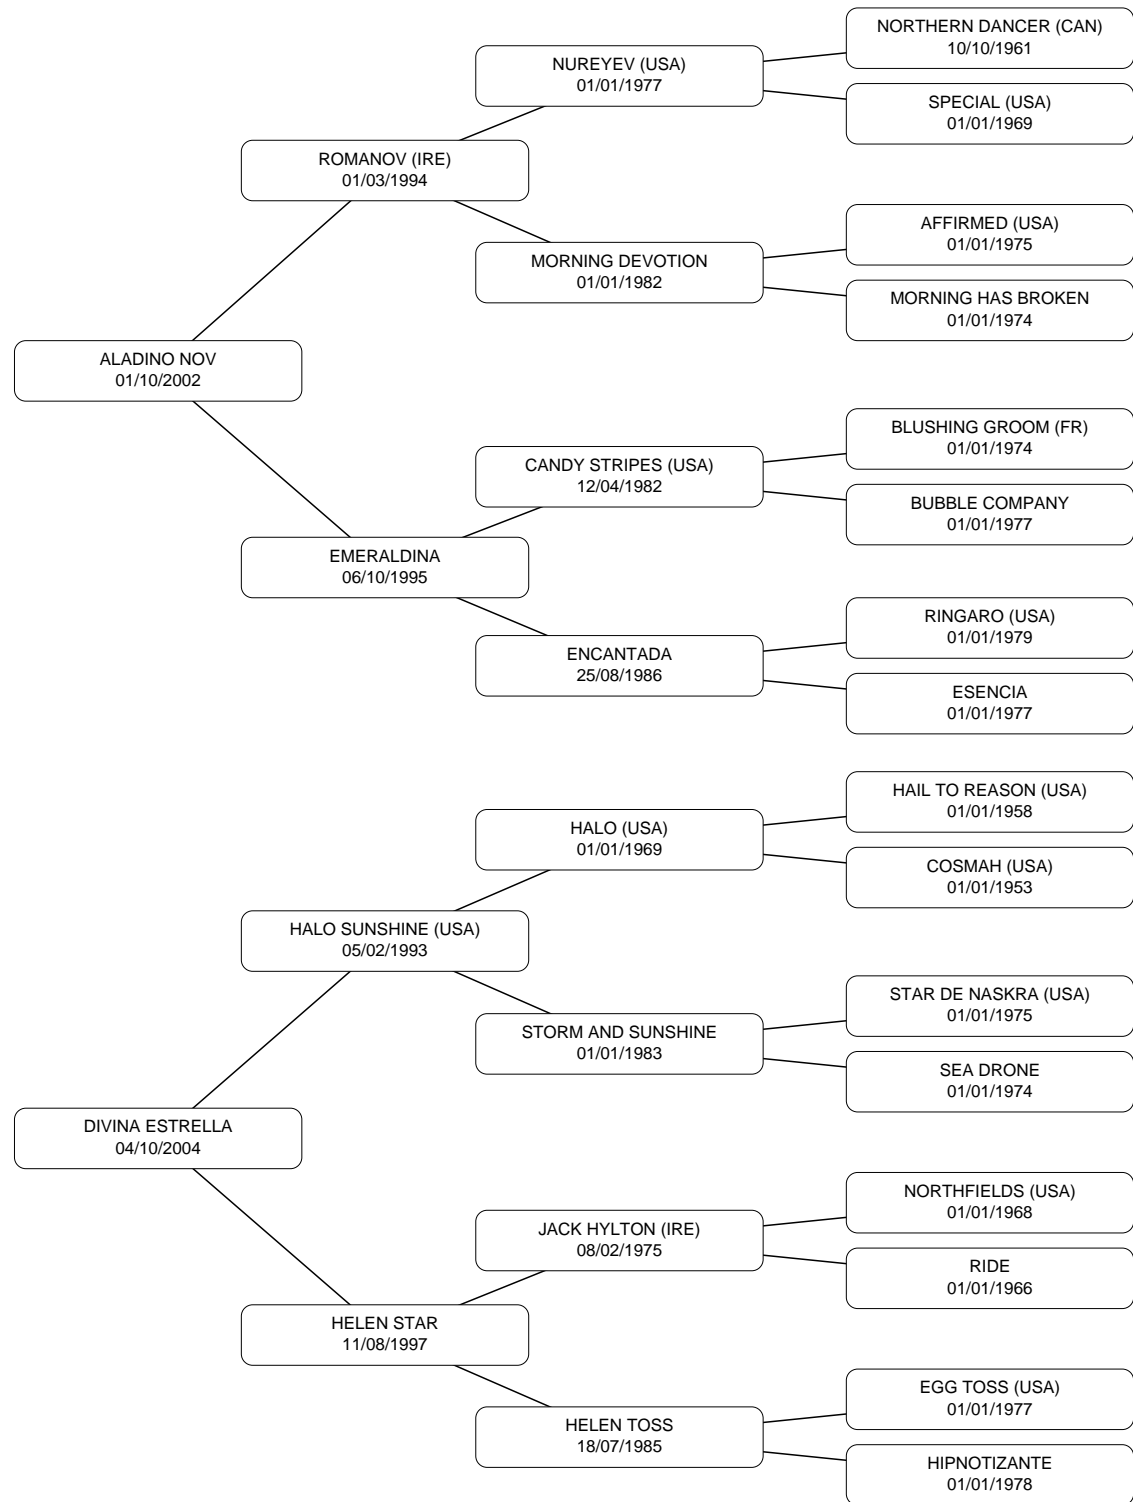 NORTHERN DANCER (CAN)
10/10/1961
NUREYEV (USA)
01/01/1977
SPECIAL (USA)
01/01/1969
ROMANOV (IRE)
01/03/1994
AFFIRMED (USA)
01/01/1975
MORNING DEVOTION
01/01/1982
MORNING HAS BROKEN
01/01/1974
ALADINO NOV
01/10/2002
BLUSHING GROOM (FR)
01/01/1974
CANDY STRIPES (USA)
12/04/1982
BUBBLE COMPANY
01/01/1977
EMERALDINA
06/10/1995
RINGARO (USA)
01/01/1979
ENCANTADA
25/08/1986
ESENCIA
01/01/1977
HAIL TO REASON (USA)
01/01/1958
HALO (USA)
01/01/1969
COSMAH (USA)
01/01/1953
HALO SUNSHINE (USA)
05/02/1993
STAR DE NASKRA (USA)
01/01/1975
STORM AND SUNSHINE
01/01/1983
SEA DRONE
01/01/1974
DIVINA ESTRELLA
04/10/2004
NORTHFIELDS (USA)
01/01/1968
JACK HYLTON (IRE)
08/02/1975
RIDE
01/01/1966
HELEN STAR
11/08/1997
EGG TOSS (USA)
01/01/1977
HELEN TOSS
18/07/1985
HIPNOTIZANTE
01/01/1978